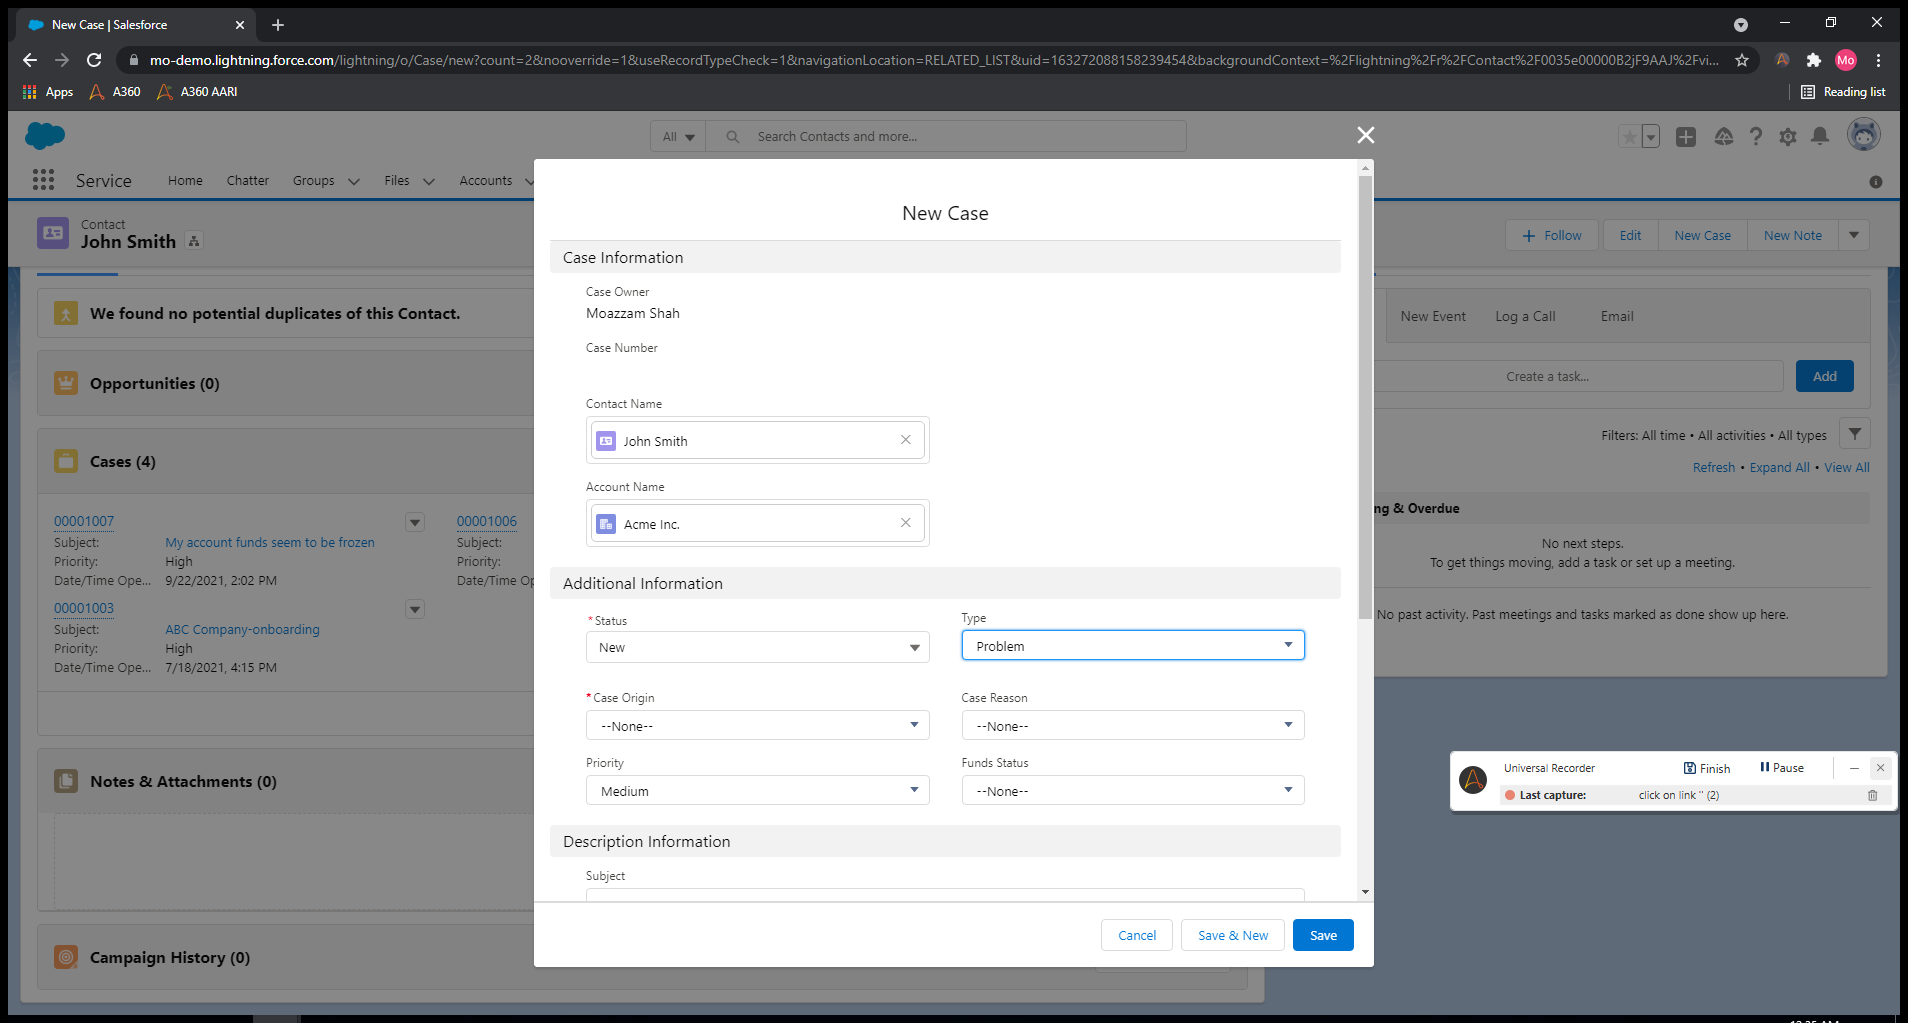 New Case | Salesforce
mo-demo.lightning.force.com/lightning/o/Case/new?count=2&nooverride=1&useRecordTypeCheck=1&navigationLocation=RELATED_LIST&uid=163272088158239454&backgroundContext=%2Flightning%2Fr%2FContact%2F0035e00000B2jF9AAJ%2Fvi...
Mo
Apps A360 A360 AARI Reading list
All Search Contacts and more...
Service Home Chatter Groups Files Accounts
Contact
John Smith
Follow Edit New Case New Note
We found no potential duplicates of this Contact.
Opportunities (0)
Cases (4)
00001007
Subject: My account funds seem to be frozen
Priority: High
Date/Time Ope... 9/22/2021, 2:02 PM
00001006
Subject:
Priority:
Date/Time Op
00001003
Subject: ABC Company-onboarding
Priority: High
Date/Time Ope... 7/18/2021, 4:15 PM
Notes & Attachments (0)
Campaign History (0)
New Case
Case Information
Case Owner
Moazzam Shah
Case Number
Contact Name
John Smith
Account Name
Acme Inc.
Additional Information
* Status
New
Type
Problem
* Case Origin
--None--
Case Reason
--None--
Priority
Medium
Funds Status
--None--
Description Information
Subject
Cancel Save & New Save
New Event Log a Call Email
Create a task... Add
Filters: All time • All activities • All types
Refresh • Expand All • View All
ng & Overdue
No next steps.
To get things moving, add a task or set up a meeting.
No past activity. Past meetings and tasks marked as done show up here.
Universal Recorder Finish Pause
Last capture: click on link '' (2)